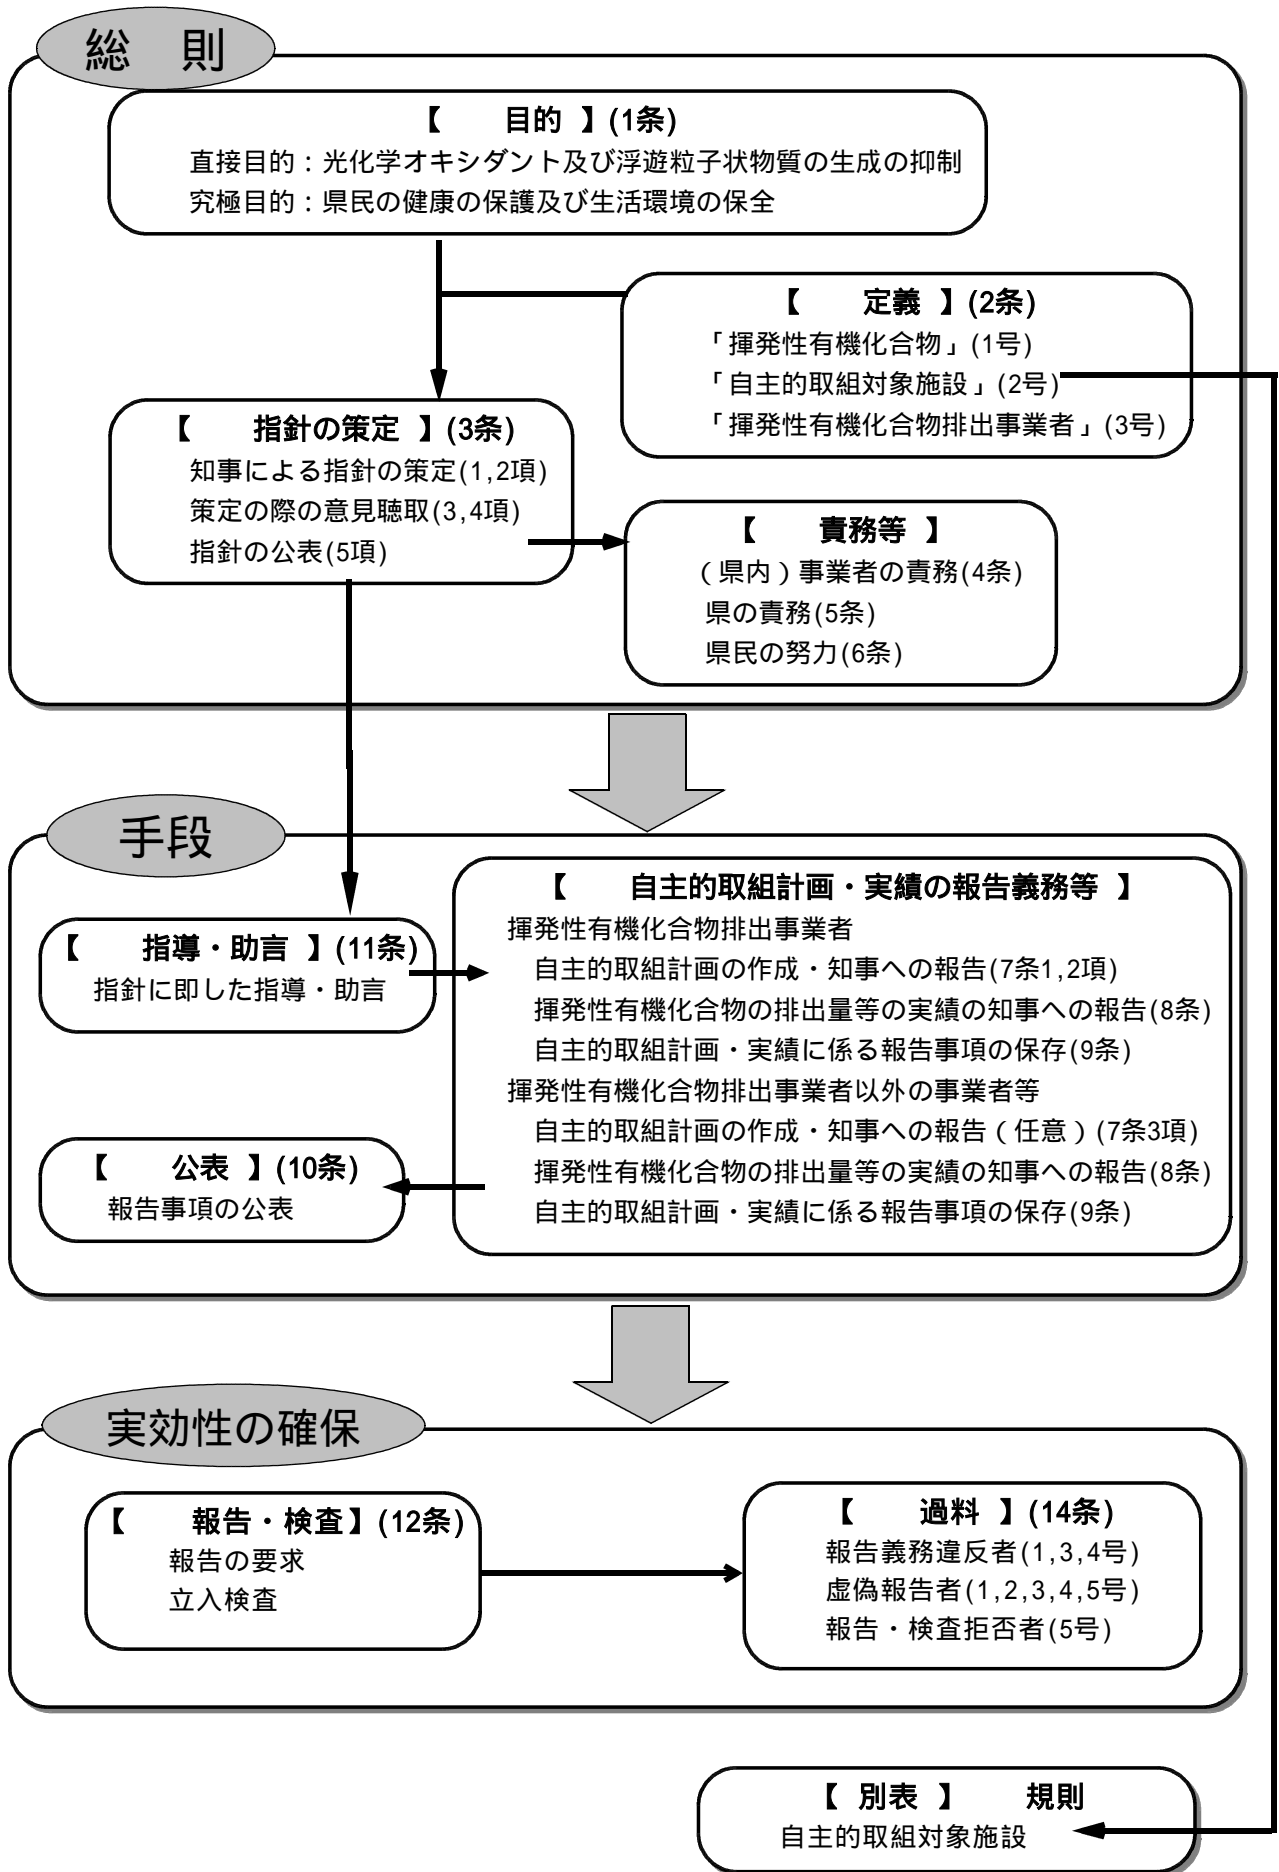 総　則
【　　目的 】(1条)
直接目的：光化学オキシダント及び浮遊粒子状物質の生成の抑制
究極目的：県民の健康の保護及び生活環境の保全
【　　定義 】(2条)
「揮発性有機化合物」(1号)
「自主的取組対象施設」(2号)
「揮発性有機化合物排出事業者」(3号)
【　　指針の策定 】(3条)
知事による指針の策定(1,2項)
策定の際の意見聴取(3,4項)
指針の公表(5項)
【　　責務等 】
（県内）事業者の責務(4条)
県の責務(5条)
県民の努力(6条)
手段
【　　指導・助言 】(11条)
指針に即した指導・助言
【　　自主的取組計画・実績の報告義務等 】
揮発性有機化合物排出事業者
自主的取組計画の作成・知事への報告(7条1,2項)
揮発性有機化合物の排出量等の実績の知事への報告(8条)
自主的取組計画・実績に係る報告事項の保存(9条)
揮発性有機化合物排出事業者以外の事業者等
自主的取組計画の作成・知事への報告（任意）(7条3項)
揮発性有機化合物の排出量等の実績の知事への報告(8条)
自主的取組計画・実績に係る報告事項の保存(9条)
【　　公表 】(10条)
報告事項の公表
実効性の確保
【　　報告・検査】(12条)
報告の要求
立入検査
【　　過料 】(14条)
報告義務違反者(1,3,4号)
虚偽報告者(1,2,3,4,5号)
報告・検査拒否者(5号)
【 別表 】　　規則
自主的取組対象施設